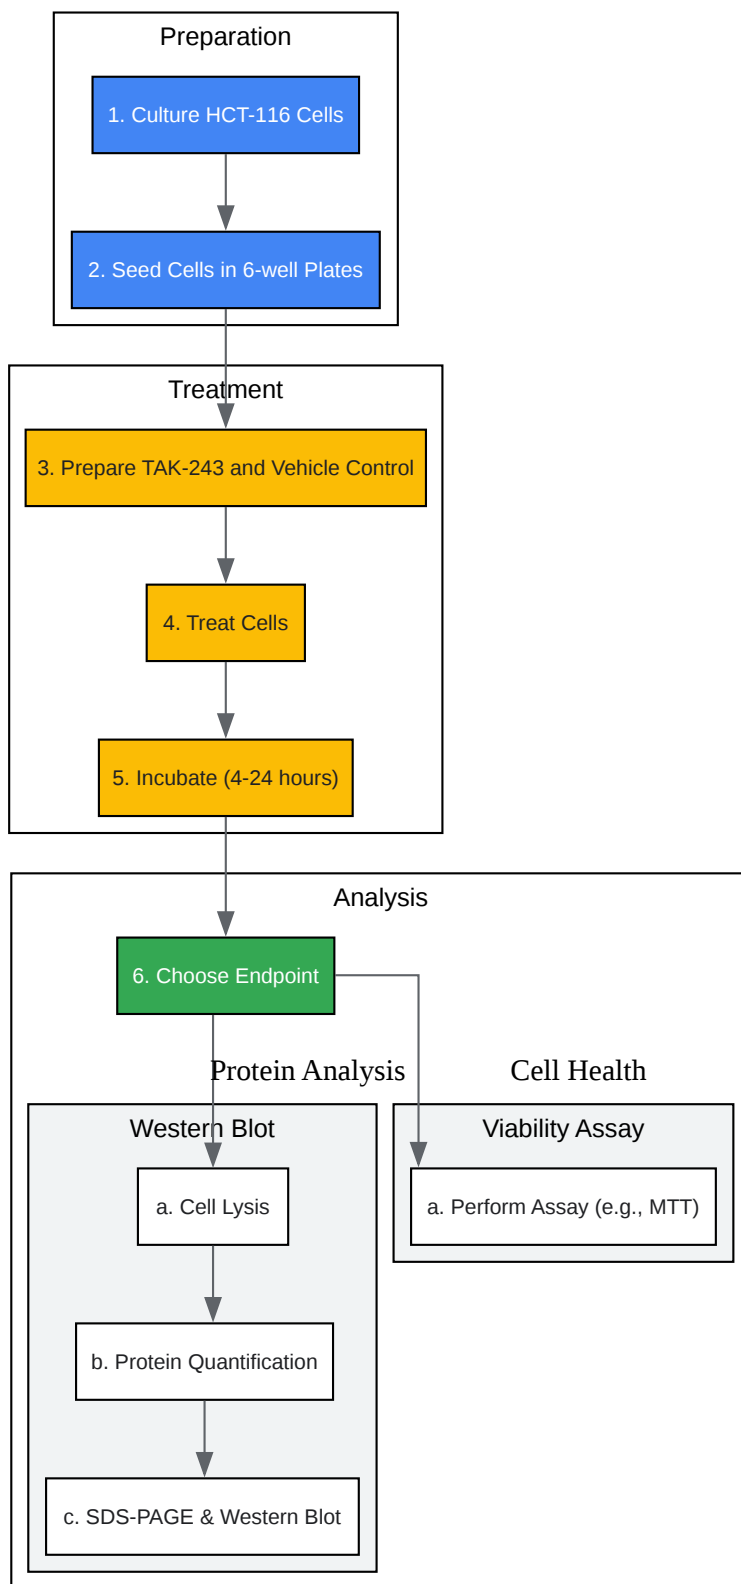 Preparation
1. Culture HCT-116 Cells
2. Seed Cells in 6-well Plates
Treatment
3. Prepare TAK-243 and Vehicle Control
4. Treat Cells
5. Incubate (4-24 hours)
Analysis
6. Choose Endpoint
Protein Analysis
Cell Health
Western Blot
Viability Assay
a. Cell Lysis
a. Perform Assay (e.g., MTT)
b. Protein Quantification
c. SDS-PAGE & Western Blot